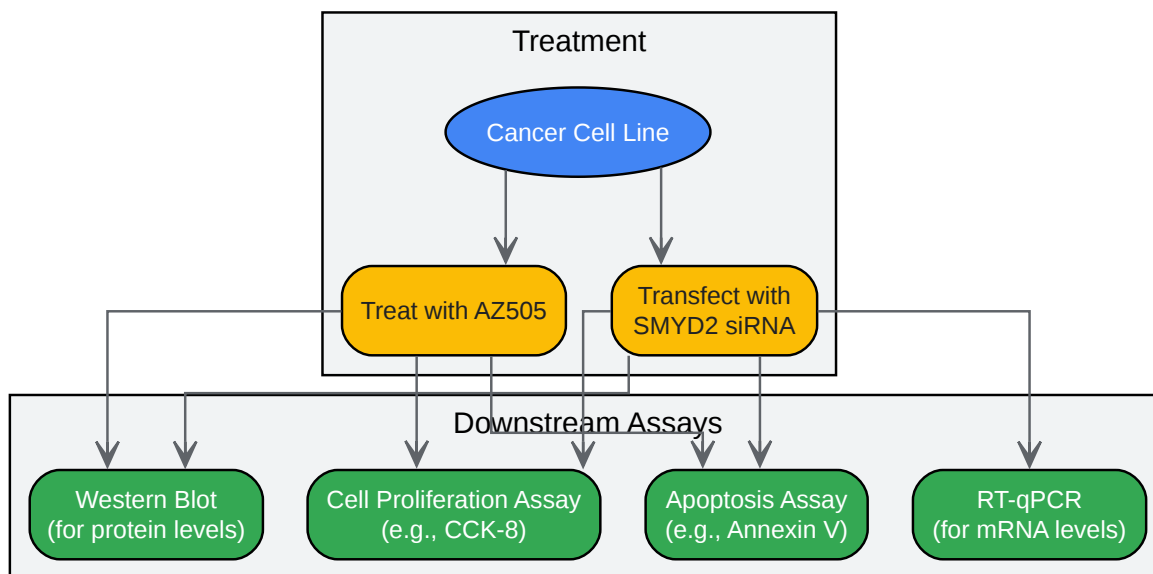 Treatment
Cancer Cell Line
Treat with AZ505
Transfect with
SMYD2 siRNA
Downstream Assays
Western Blot
(for protein levels)
Cell Proliferation Assay
(e.g., CCK-8)
Apoptosis Assay
(e.g., Annexin V)
RT-qPCR
(for mRNA levels)